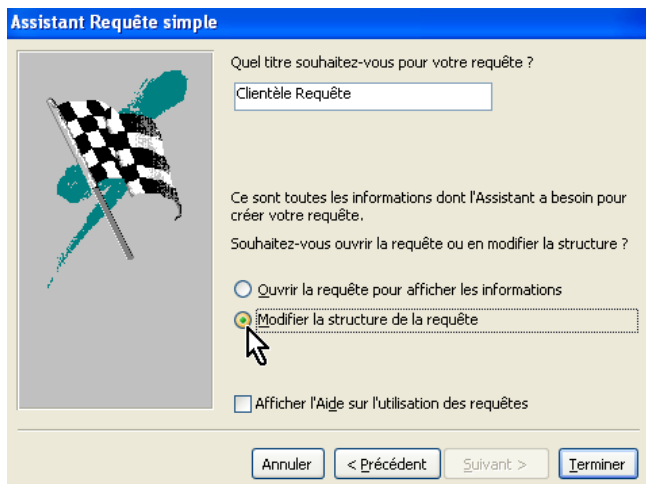 Assistant Requête simple
Quel titre souhaitez-vous pour votre requête ?
Clientèle Requête
Ce sont toutes les informations dont l'Assistant a besoin pour
créer votre requête.
Souhaitez-vous ouvrir la requête ou en modifier la structure ?
Ouvrir la requête pour afficher les informations
Modifier la structure de la requête
Afficher l'Aide sur l'utilisation des requêtes
Annuler < Précédent Suivant > Terminer